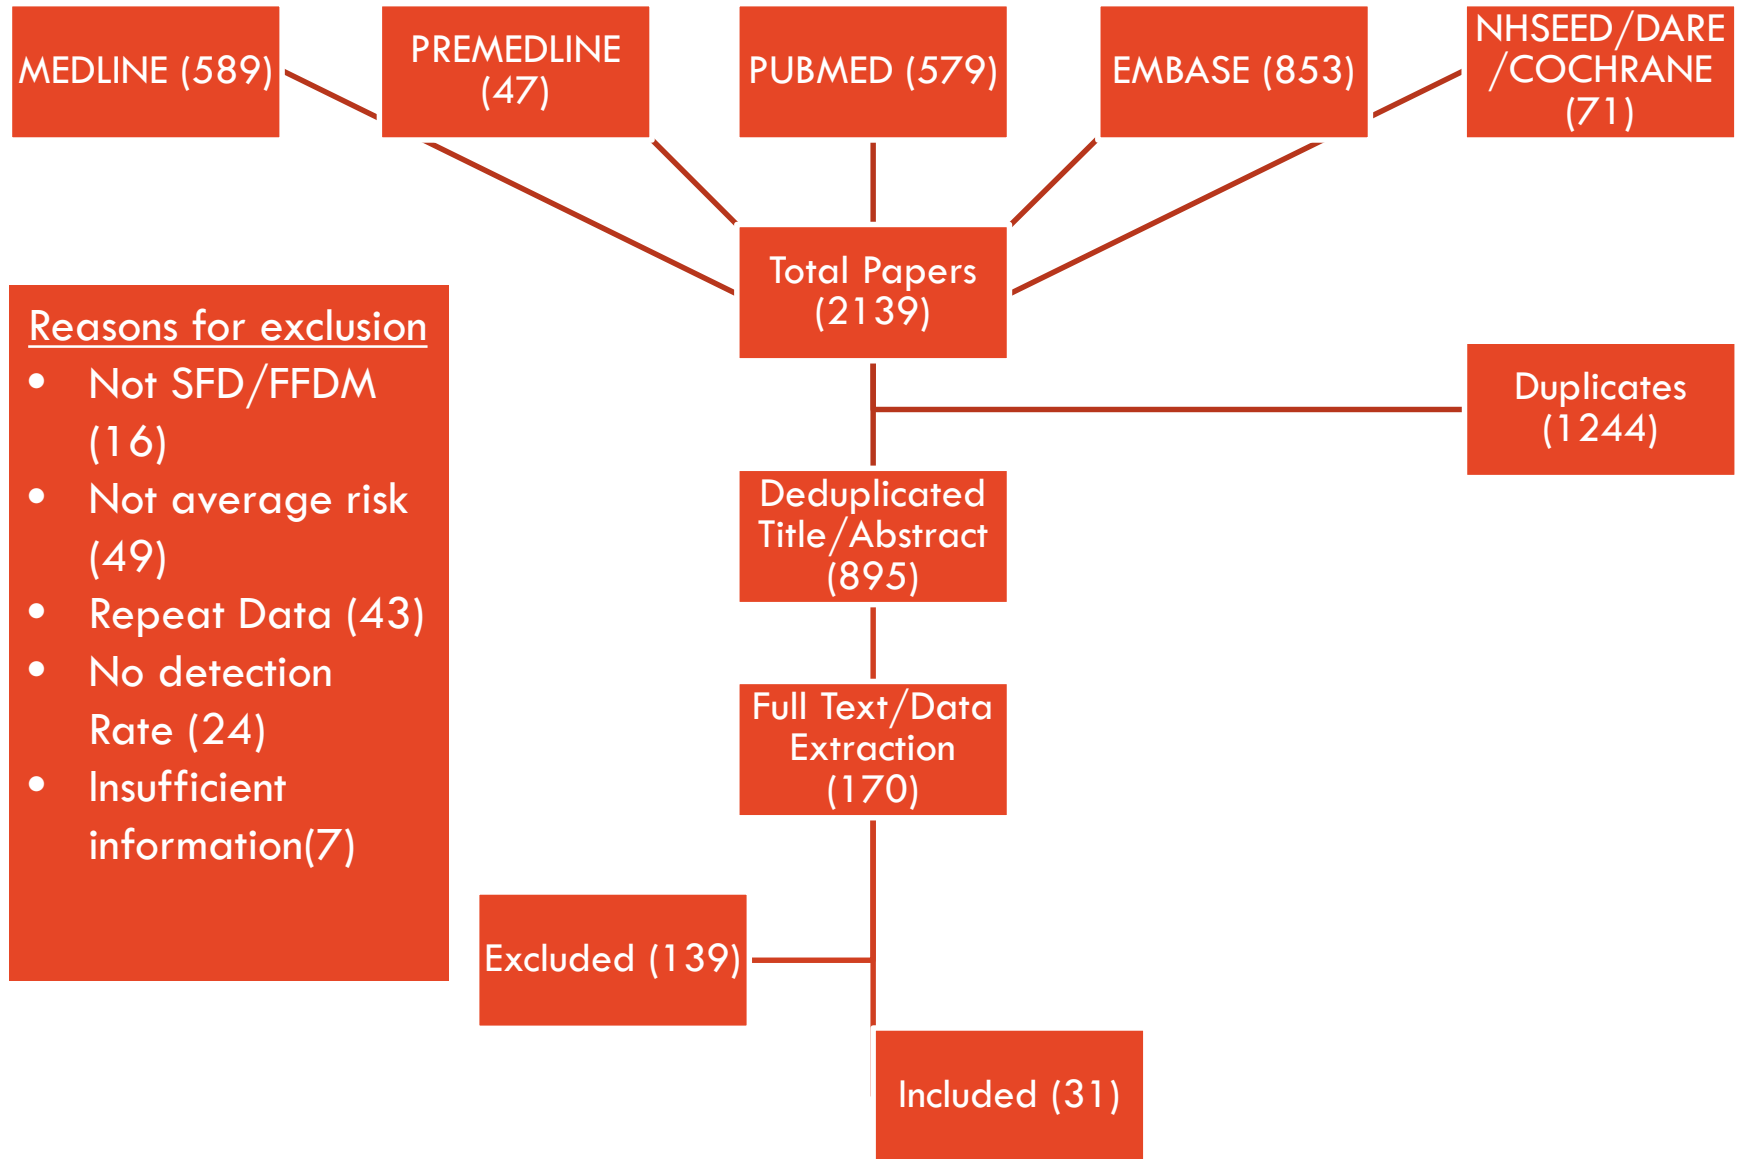 MEDLINE (589)
PREMEDLINE
(47)
PUBMED (579)
EMBASE (853)
NHSEED/DARE
/COCHRANE
(71)
Total Papers
(2139)
Reasons for exclusion
• Not SFD/FFDM
(16)
• Not average risk
(49)
• Repeat Data (43)
• No detection
Rate (24)
• Insufficient
information(7)
Duplicates
(1244)
Deduplicated
Title/Abstract
(895)
Full Text/Data
Extraction
(170)
Excluded (139)
Included (31)